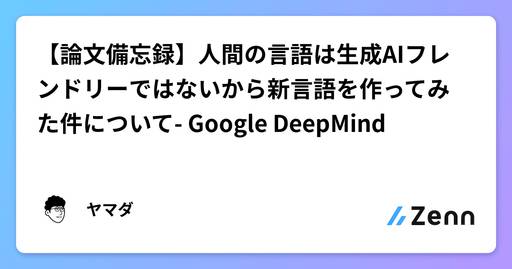 【論文備忘録】人間の言語は生成AIフレ
ンドリーではないから新言語を作ってみ
た件について- Google DeepMind
ヤマダ
Zenn